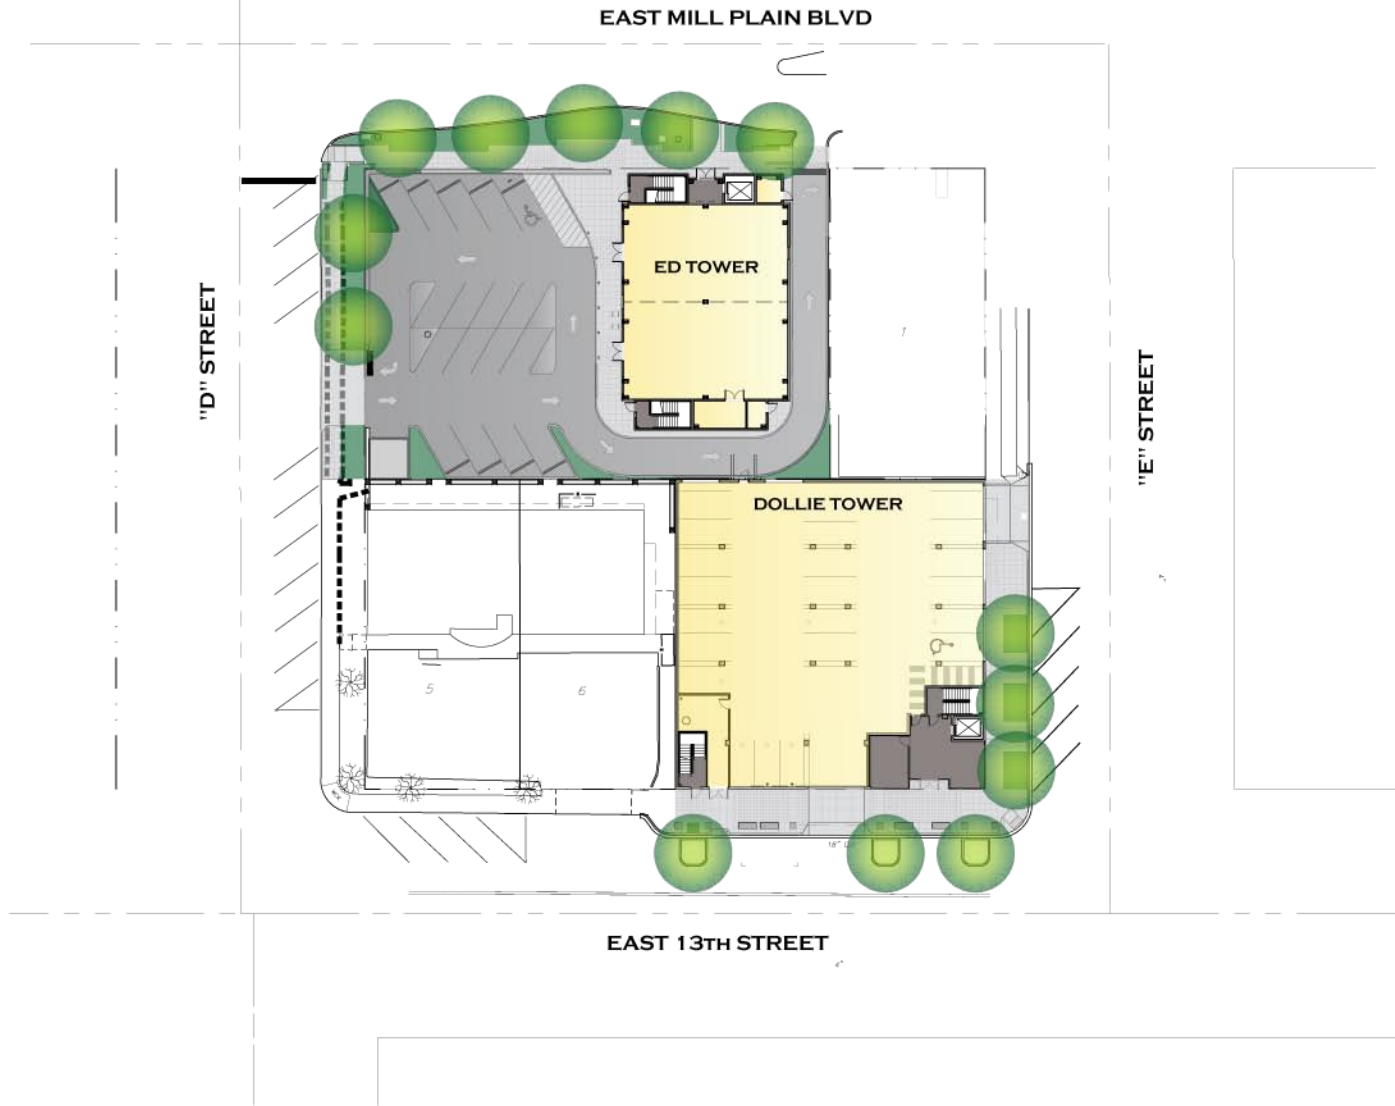 EAST MILL PLAIN BLVD
ED TOWER
"D" STREET
1
"E" STREET
DOLLIE TOWER
5
6
EAST 13TH STREET